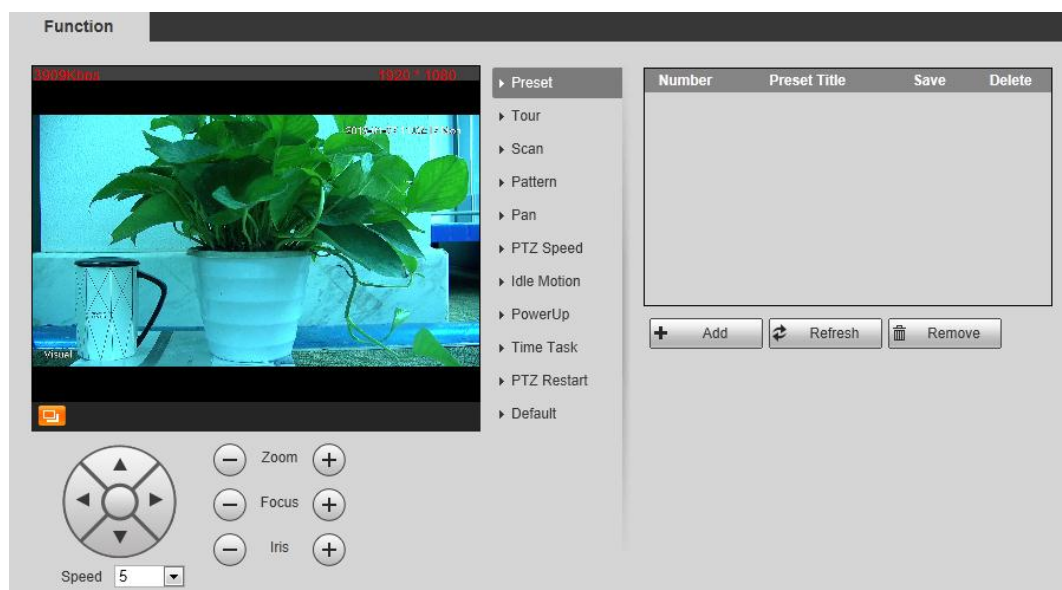 Function
3909Kbps 1920 * 1080
Visual
Preset
Tour
Scan
Pattern
Pan
PTZ Speed
Idle Motion
PowerUp
Time Task
PTZ Restart
Default
Number Preset Title Save Delete
Add Refresh Remove
Zoom
Focus
Iris
Speed 5